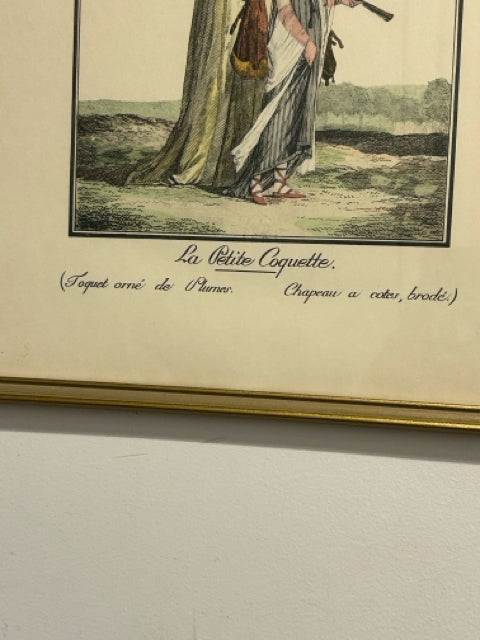 La Petite Coquette.
(Toquet orné de Plumes. Chapeau a cotes, brodé.)